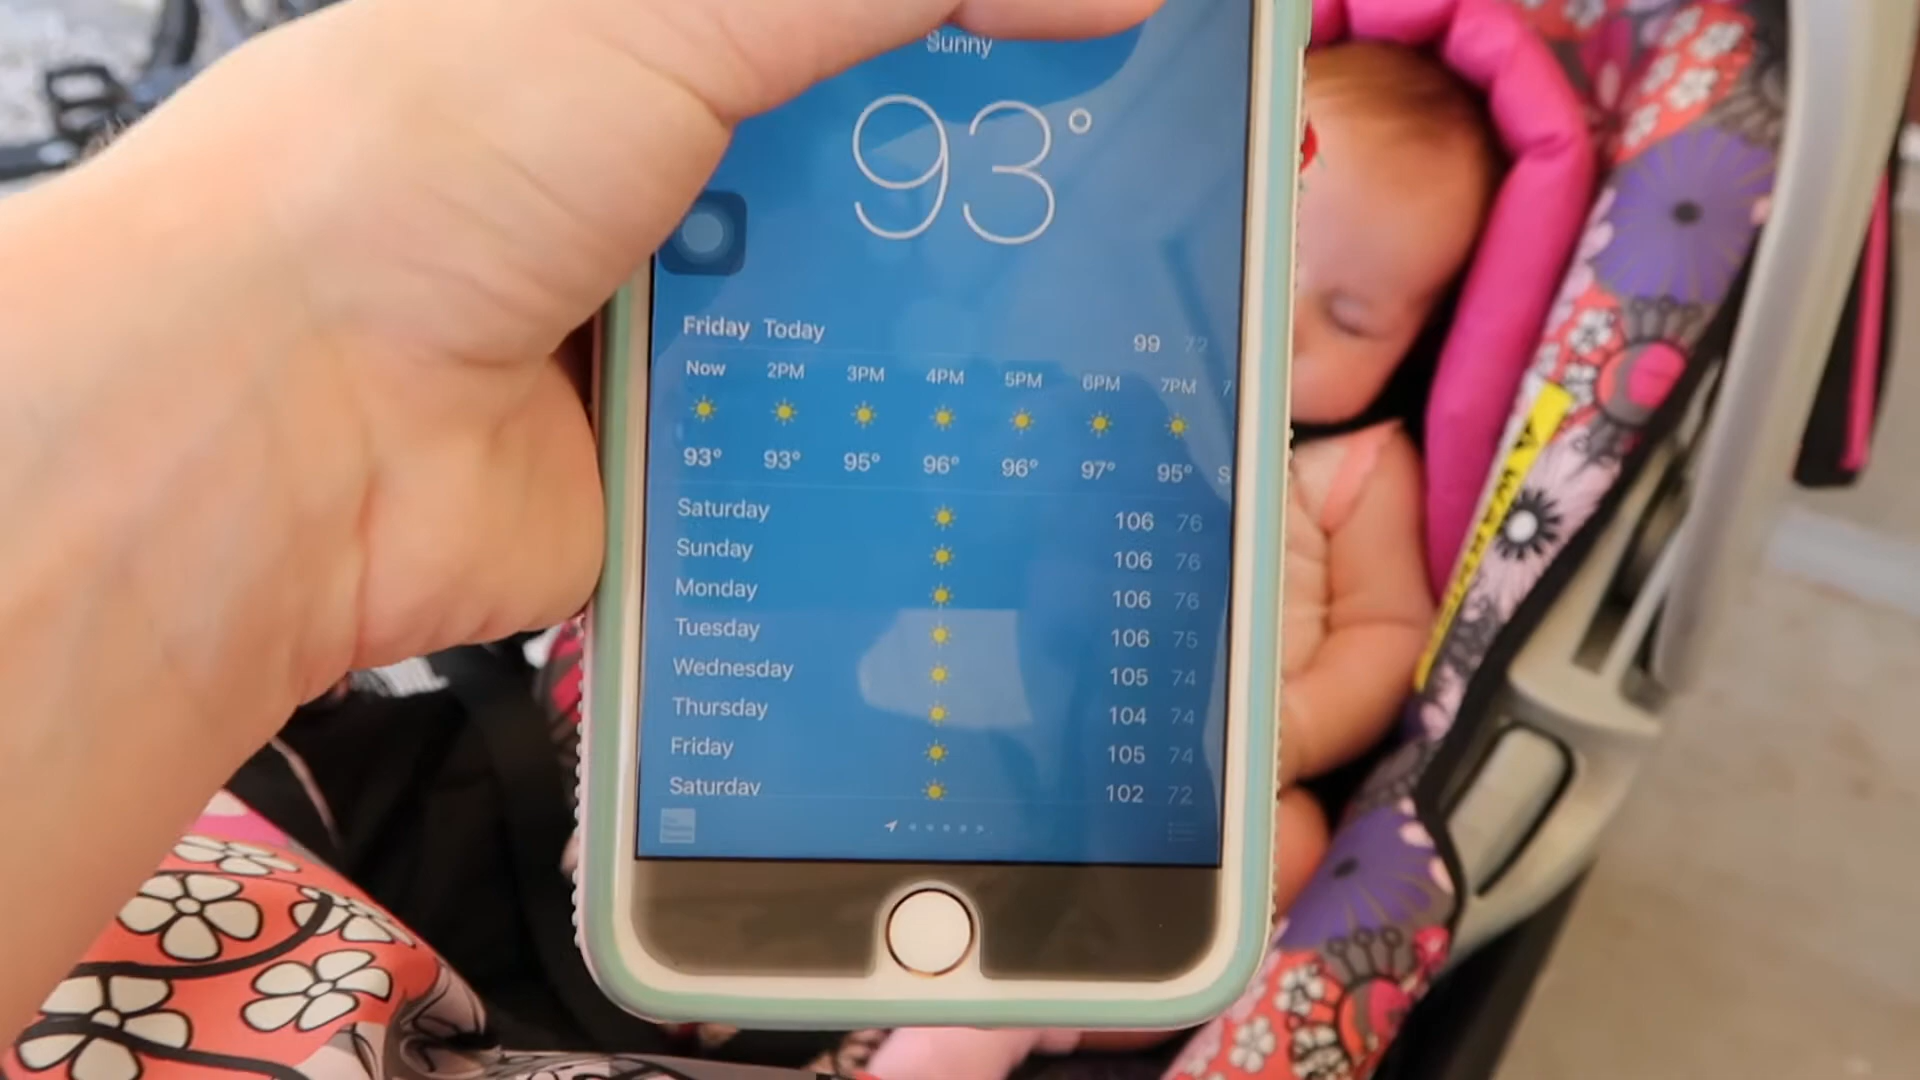 Sunny
93°
Friday Today 99 72
Now 2PM 3PM 4PM 5PM 6PM 7PM 7
93° 93° 95° 96° 96° 97° 95° S
Saturday 106 76
Sunday 106 76
Monday 106 76
Tuesday 106 75
Wednesday 105 74
Thursday 104 74
Friday 105 74
Saturday 102 72